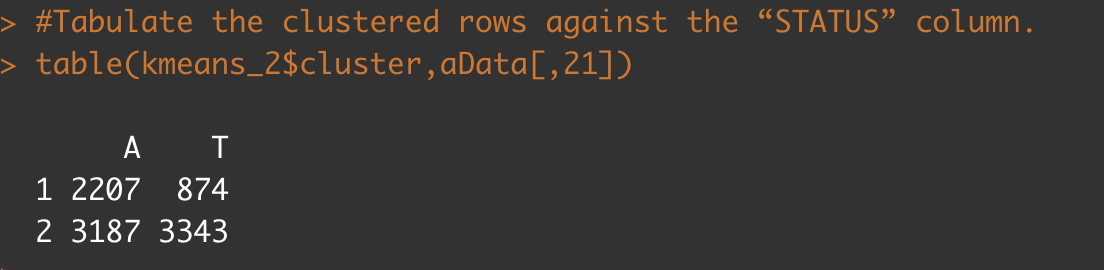 > #Tabulate the clustered rows against the “STATUS” column.
> table(kmeans_2$cluster,aData[,21])
A T
1 2207 874
2 3187 3343